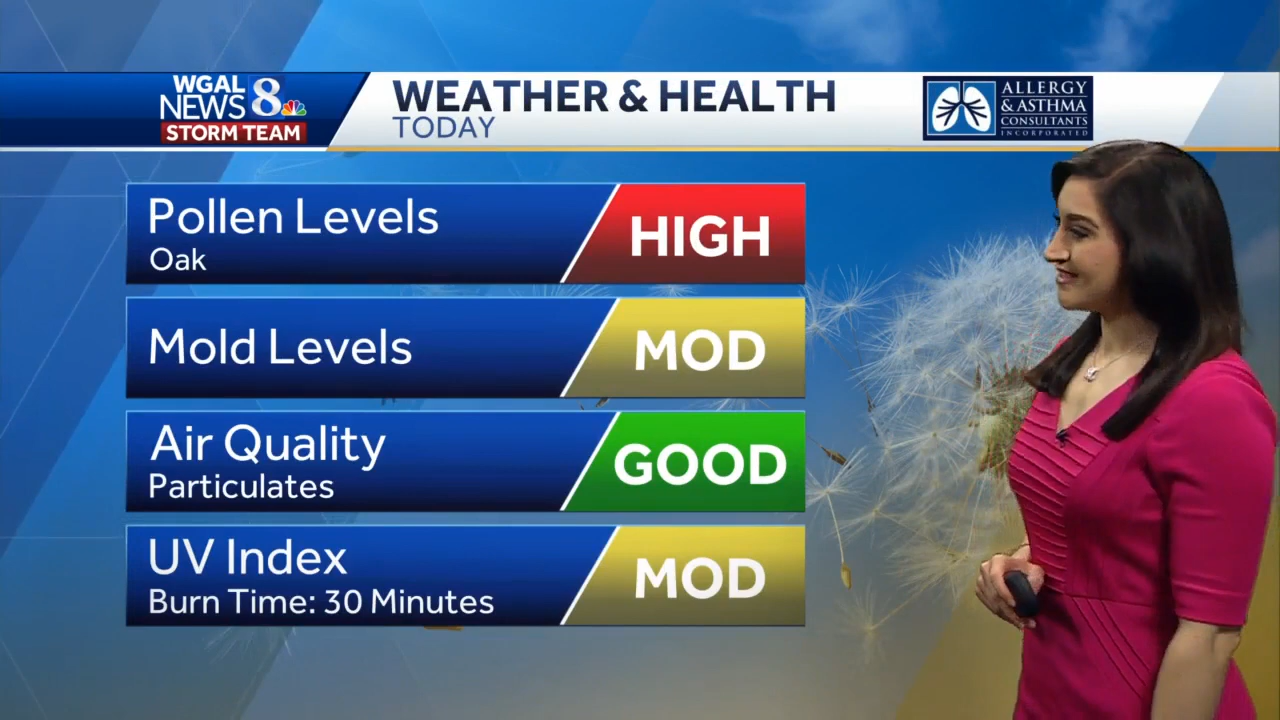 WGAL
NEWS 8
STORM TEAM
WEATHER & HEALTH
TODAY
ALLERGY
& ASTHMA
CONSULTANTS
INCORPORATED
Pollen Levels
Oak
HIGH
Mold Levels
MOD
Air Quality
Particulates
GOOD
UV Index
Burn Time: 30 Minutes
MOD